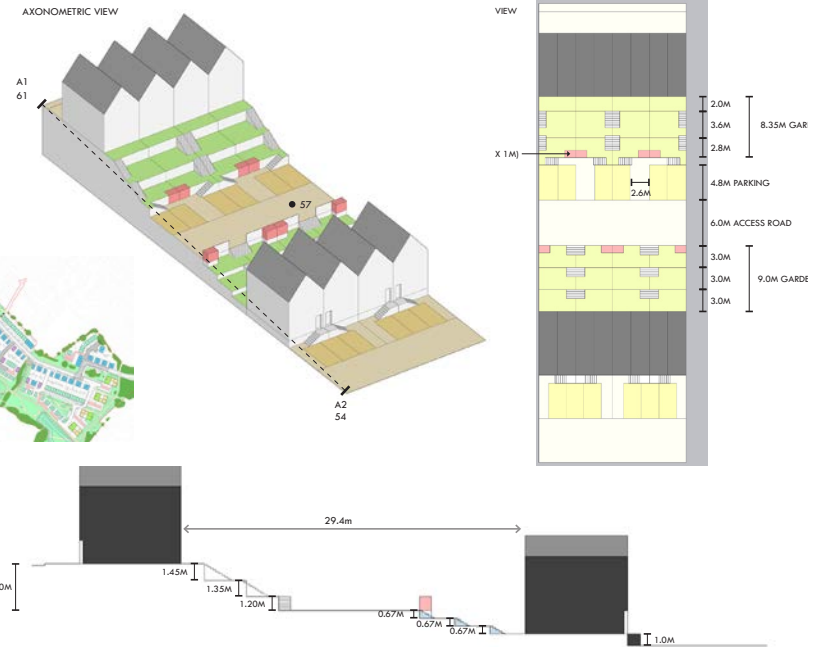 AXONOMETRIC VIEW
A1
61
57
A2
54
VIEW
2.0M
3.6M
2.8M
8.35M GAR
X 1M)
4.8M PARKING
2.6M
6.0M ACCESS ROAD
3.0M
3.0M
3.0M
9.0M GARDE
29.4m
1.45M
1.35M
1.20M
0M
0.67M
0.67M
0.67M
1.0M